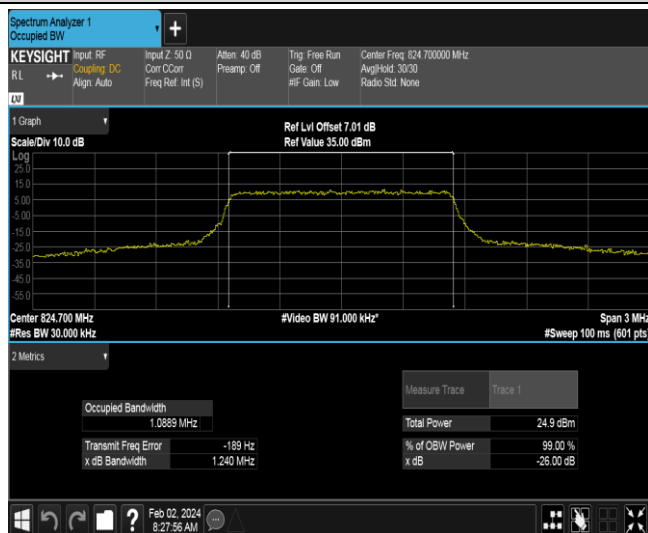 Spectrum Analyzer 1
Occupied BW
+
KEYSIGHT
RL
LXI
Input: RF
Coupling: DC
Align: Auto
Input Z: 50 Ω
Corr CCorr
Freq Ref: Int (S)
Atten: 40 dB
Preamp: Off
Trig: Free Run
Gate: Off
#IF Gain: Low
Center Freq: 824.700000 MHz
Avg|Hold: 30/30
Radio Std: None
1 Graph
Scale/Div 10.0 dB
Ref Lvl Offset 7.01 dB
Ref Value 35.00 dBm
Log
25.0
15.0
5.00
-5.00
-15.0
-25.0
-35.0
-45.0
-55.0
Center 824.700 MHz
#Res BW 30.000 kHz
#Video BW 91.000 kHz*
Span 3 MHz
#Sweep 100 ms (601 pts)
2 Metrics
Measure Trace Trace 1
Occupied Bandwidth
1.0889 MHz
Total Power 24.9 dBm
Transmit Freq Error -189 Hz
% of OBW Power 99.00 %
x dB Bandwidth 1.240 MHz
x dB -26.00 dB
?
Feb 02, 2024
8:27:56 AM